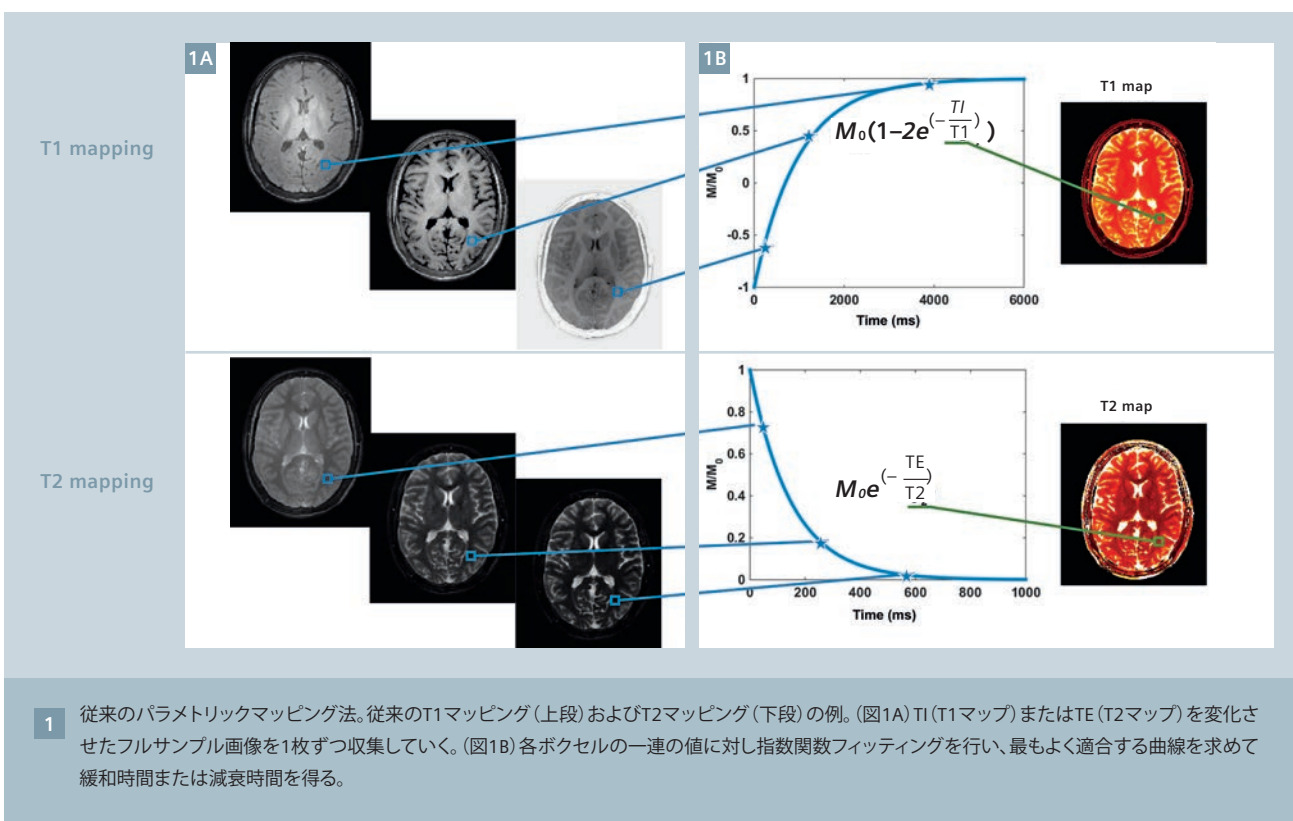 1A
1B
T1 mapping
T1 map
M₀(1–2e^(–TI/T1))
M/M₀
1
0.5
0
-0.5
-1
0 2000 4000 6000
Time (ms)
T2 mapping
T2 map
M₀e^(–TE/T2)
M/M₀
1
0.8
0.6
0.4
0.2
0
0 200 400 600 800 1000
Time (ms)
1
従来のパラメトリックマッピング法。従来のT1マッピング（上段）およびT2マッピング（下段）の例。（図1A）TI（T1マップ）またはTE（T2マップ）を変化さ
せたフルサンプル画像を1枚ずつ収集していく。（図1B）各ボクセルの一連の値に対し指数関数フィッティングを行い、最もよく適合する曲線を求めて
緩和時間または減衰時間を得る。